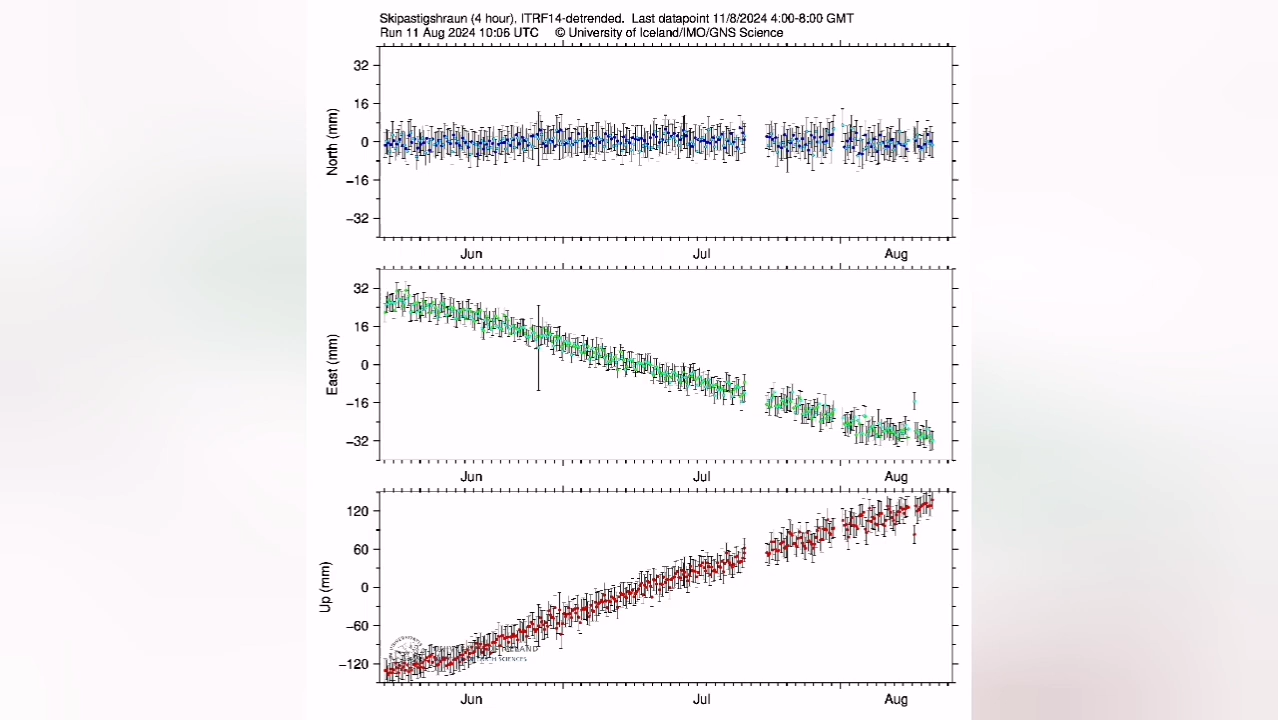 Skipastigshraun (4 hour), ITRF14-detrended. Last datapoint 11/8/2024 4:00-8:00 GMT
Run 11 Aug 2024 10:06 UTC © University of Iceland/IMO/GNS Science
32
16
0
−16
−32
North (mm)
Jun Jul Aug
32
16
0
−16
−32
East (mm)
Jun Jul Aug
120
60
0
−60
−120
Up (mm)
Jun Jul Aug